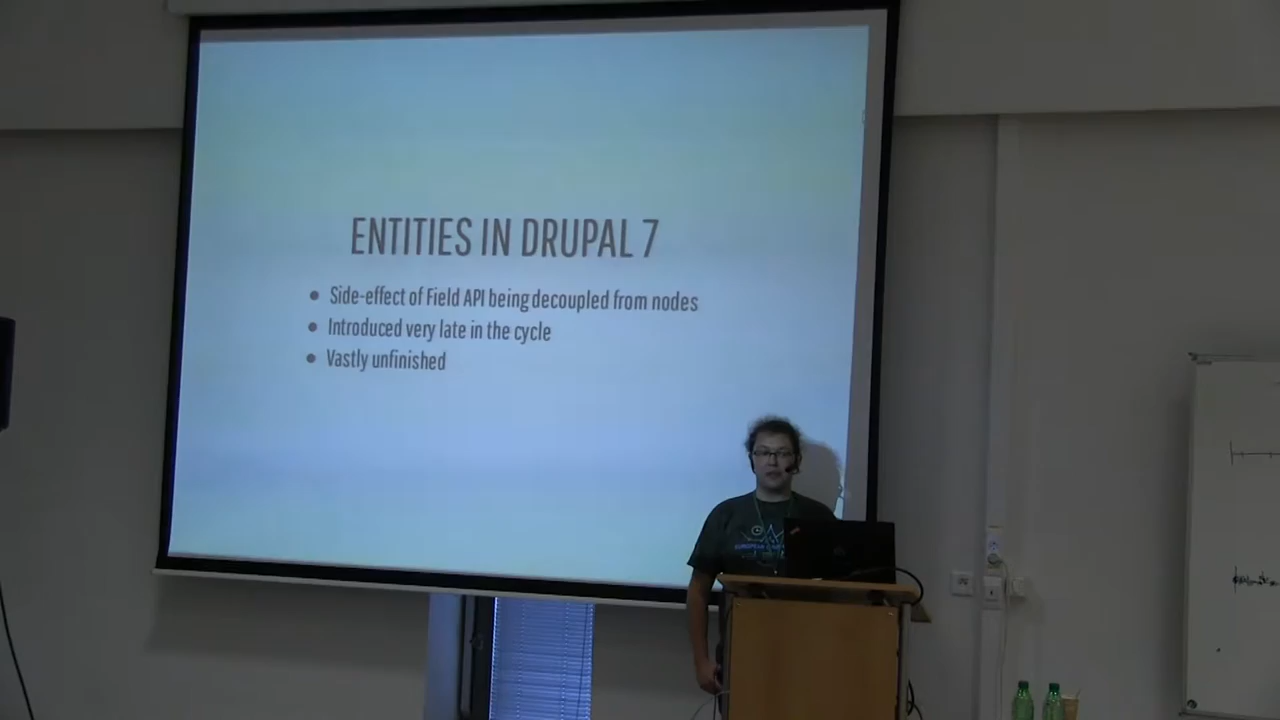 ENTITIES IN DRUPAL 7
• Side-effect of Field API being decoupled from nodes
• Introduced very late in the cycle
• Vastly unfinished